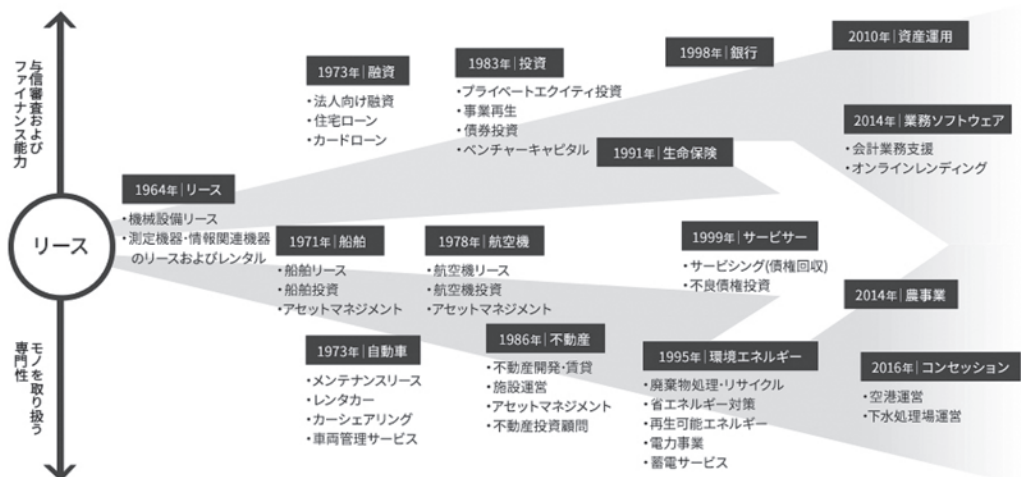 与信審査および
ファイナンス能力
リース
モノを取り扱う
専門性
1964年|リース
・機械設備リース
・測定機器・情報関連機器
のリースおよびレンタル
1973年|融資
・法人向け融資
・住宅ローン
・カードローン
1983年|投資
・プライベートエクイティ投資
・事業再生
・債券投資
・ベンチャーキャピタル
1998年|銀行
2010年|資産運用
1991年|生命保険
2014年|業務ソフトウェア
・会計業務支援
・オンラインレンディング
1971年|船舶
・船舶リース
・船舶投資
・アセットマネジメント
1978年|航空機
・航空機リース
・航空機投資
・アセットマネジメント
1999年|サービサー
・サービシング(債権回収)
・不良債権投資
2014年|農事業
1973年|自動車
・メンテナンスリース
・レンタカー
・カーシェアリング
・車両管理サービス
1986年|不動産
・不動産開発・賃貸
・施設運営
・アセットマネジメント
・不動産投資顧問
1995年|環境エネルギー
・廃棄物処理・リサイクル
・省エネルギー対策
・再生可能エネルギー
・電力事業
・蓄電サービス
2016年|コンセッション
・空港運営
・下水処理場運営